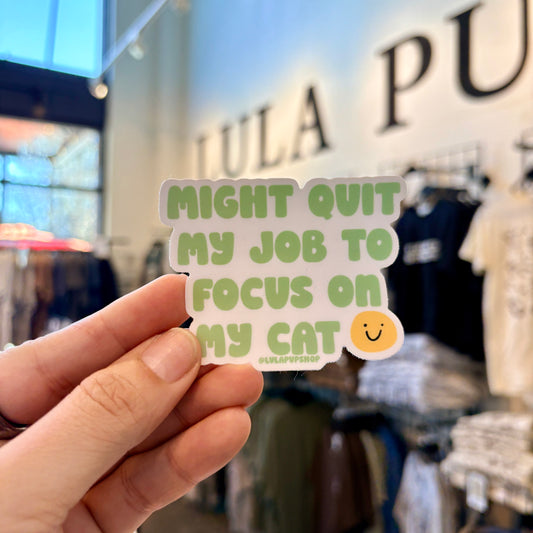 LULA PU
MIGHT QUIT
MY JOB TO
FOCUS ON
MY CAT
@LULAPUPSHOP